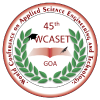 World Conference on Applied Science Engineering and Technology
45th
WCASET
GOA